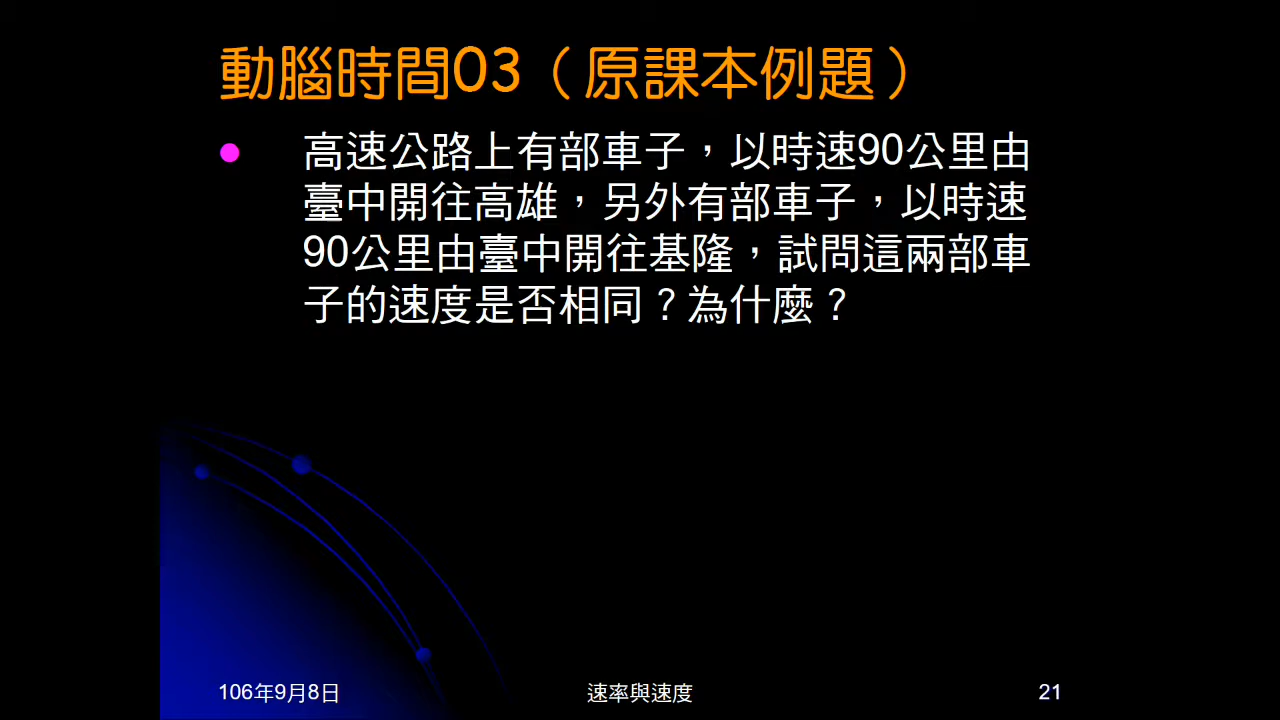 動腦時間03（原課本例題）
● 高速公路上有部車子，以時速90公里由
臺中開往高雄，另外有部車子，以時速
90公里由臺中開往基隆，試問這兩部車
子的速度是否相同？為什麼？
106年9月8日
速率與速度
21